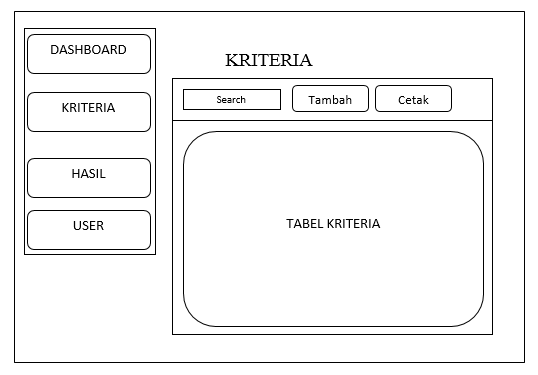 DASHBOARD
KRITERIA
HASIL
USER
KRITERIA
Search
Tambah
Cetak
TABEL KRITERIA